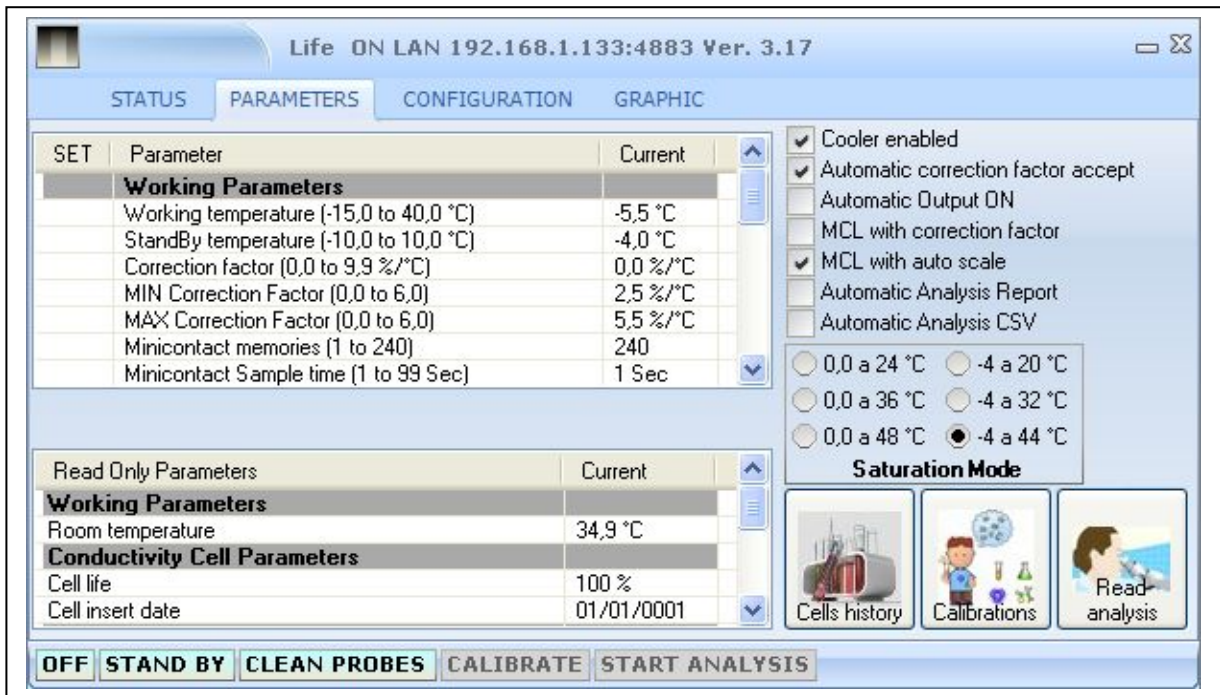 Life ON LAN 192.168.1.133:4883 Ver. 3.17
STATUS PARAMETERS CONFIGURATION GRAPHIC
SET Parameter Current
Working Parameters
Working temperature (-15,0 to 40,0 °C) -5,5 °C
StandBy temperature (-10,0 to 10,0 °C) -4,0 °C
Correction factor (0,0 to 9,9 %/°C) 0,0 %/°C
MIN Correction Factor (0,0 to 6,0) 2,5 %/°C
MAX Correction Factor (0,0 to 6,0) 5,5 %/°C
Minicontact memories (1 to 240) 240
Minicontact Sample time (1 to 99 Sec) 1 Sec
Read Only Parameters Current
Working Parameters
Room temperature 34,9 °C
Conductivity Cell Parameters
Cell life 100 %
Cell insert date 01/01/0001
Cooler enabled
Automatic correction factor accept
Automatic Output ON
MCL with correction factor
MCL with auto scale
Automatic Analysis Report
Automatic Analysis CSV
0,0 a 24 °C -4 a 20 °C
0,0 a 36 °C -4 a 32 °C
0,0 a 48 °C -4 a 44 °C
Saturation Mode
Cells history
Calibrations
Read
analysis
OFF STAND BY CLEAN PROBES CALIBRATE START ANALYSIS